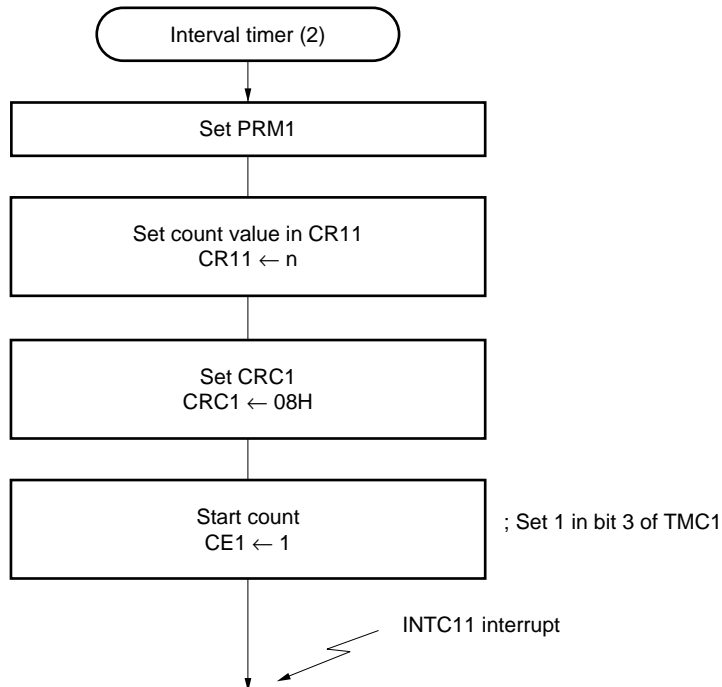 Interval timer (2)
Set PRM1
Set count value in CR11
CR11 ← n
Set CRC1
CRC1 ← 08H
Start count
CE1 ← 1
; Set 1 in bit 3 of TMC1
INTC11 interrupt